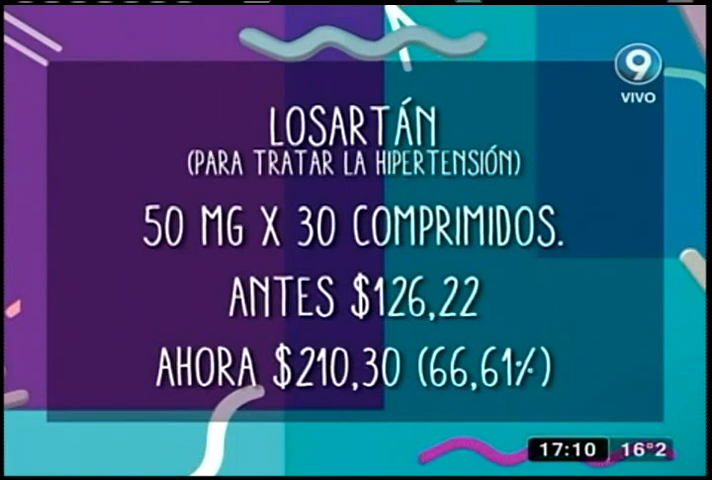 9
VIVO
LOSARTÁN
(PARA TRATAR LA HIPERTENSIÓN)
50 MG X 30 COMPRIMIDOS.
ANTES $126,22
AHORA $210,30 (66,61%)
17:10 16°2